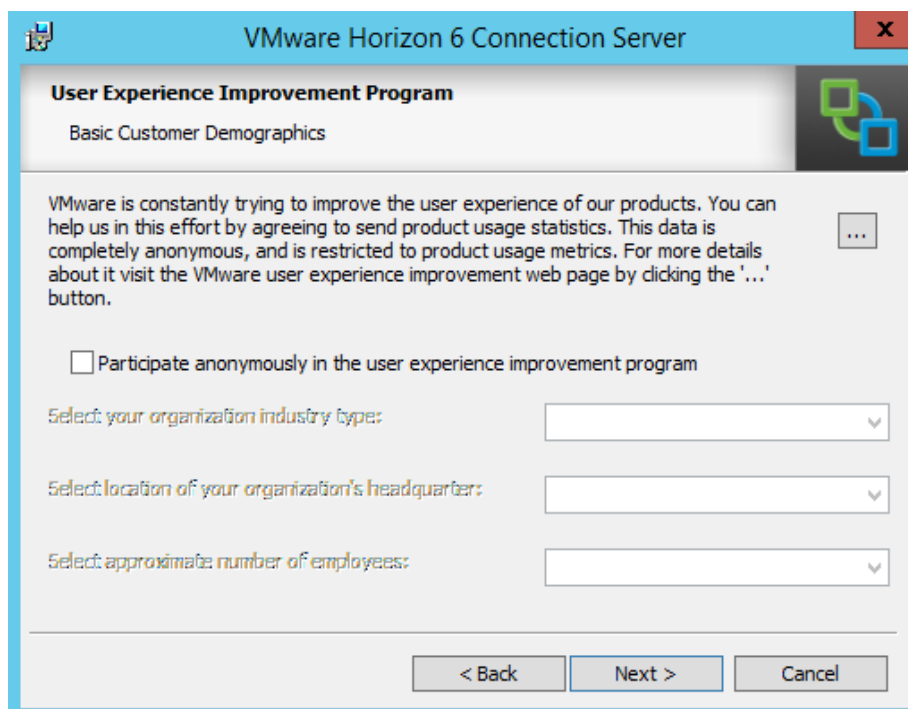 VMware Horizon 6 Connection Server
x
User Experience Improvement Program
Basic Customer Demographics
VMware is constantly trying to improve the user experience of our products. You can
help us in this effort by agreeing to send product usage statistics. This data is
completely anonymous, and is restricted to product usage metrics. For more details
about it visit the VMware user experience improvement web page by clicking the '...'
button.
...
Participate anonymously in the user experience improvement program
Select your organization industry type:
Select location of your organization's headquarter:
Select approximate number of employees:
< Back
Next >
Cancel